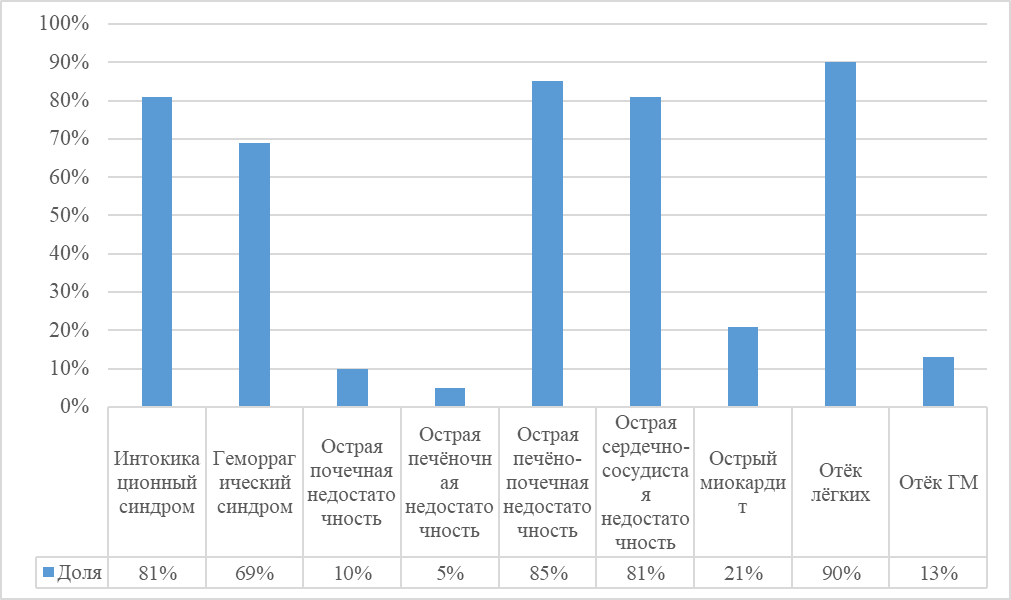 100%
90%
80%
70%
60%
50%
40%
30%
20%
10%
0%
Интокика
ционный
синдром
Геморраг
ический
синдром
Острая
почечная
недостато
чность
Острая
печёночн
ая
недостато
чность
Острая
печёно-
почечная
недостато
чность
Острая
сердечно-
сосудиста
я
недостато
чность
Острый
миокарди
т
Отёк
лёгких
Отёк ГМ
Доля 81% 69% 10% 5% 85% 81% 21% 90% 13%